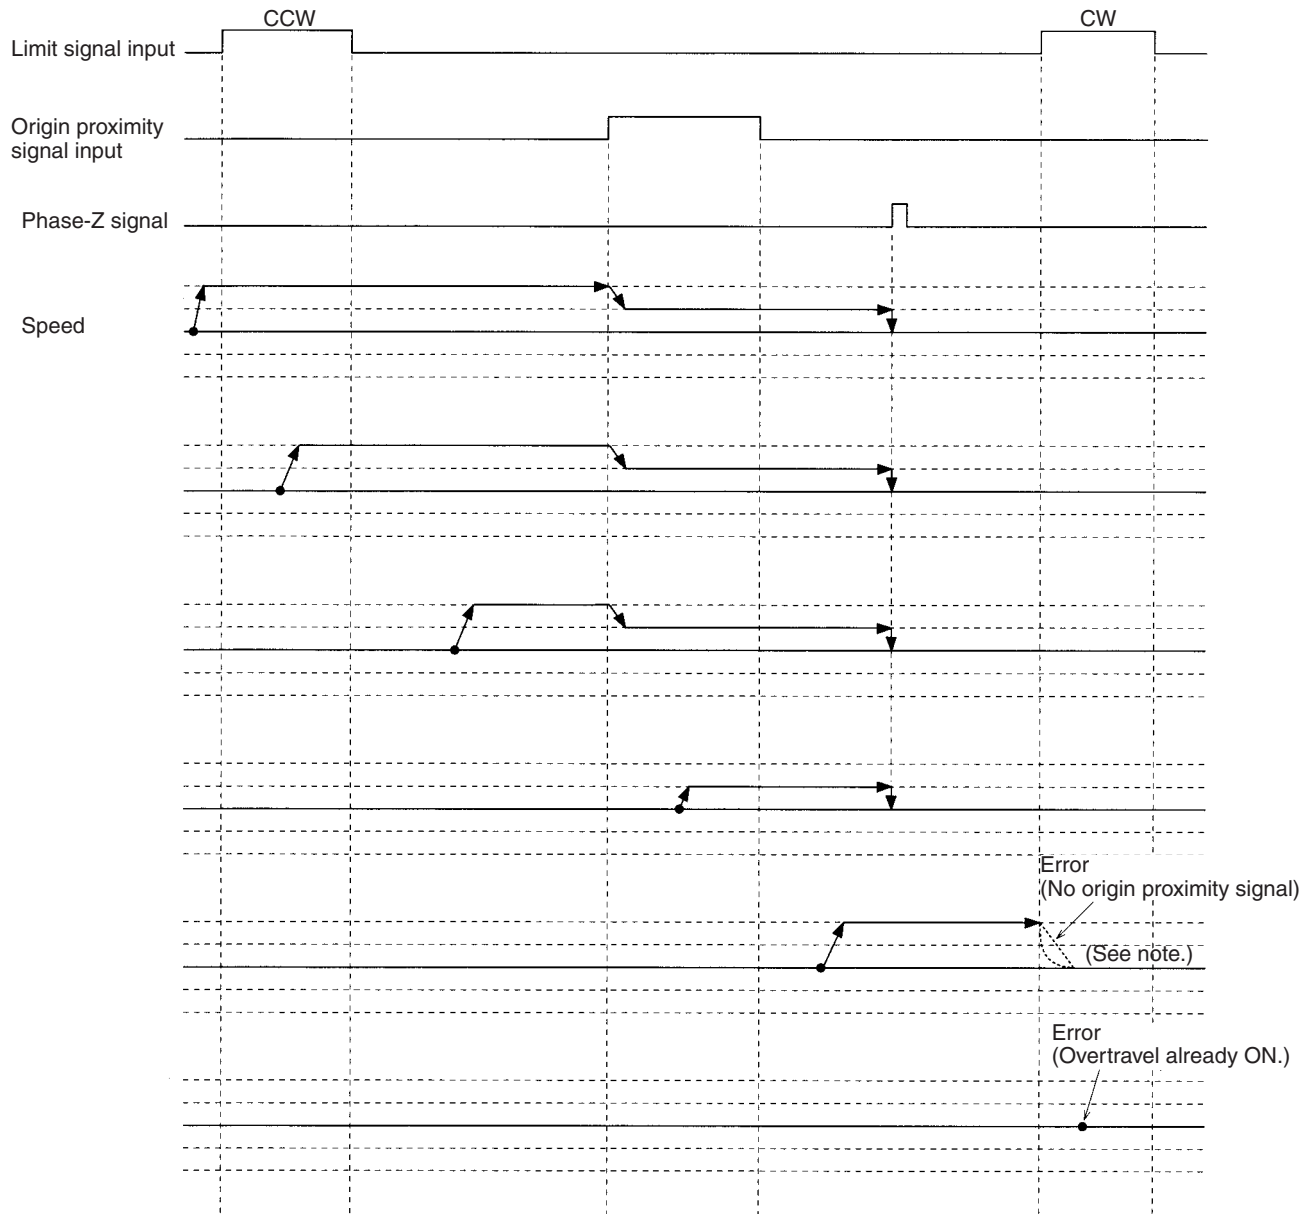 CCW
CW
Limit signal input
Origin proximity
signal input
Phase-Z signal
Speed
Error
(No origin proximity signal)
(See note.)
Error
(Overtravel already ON.)